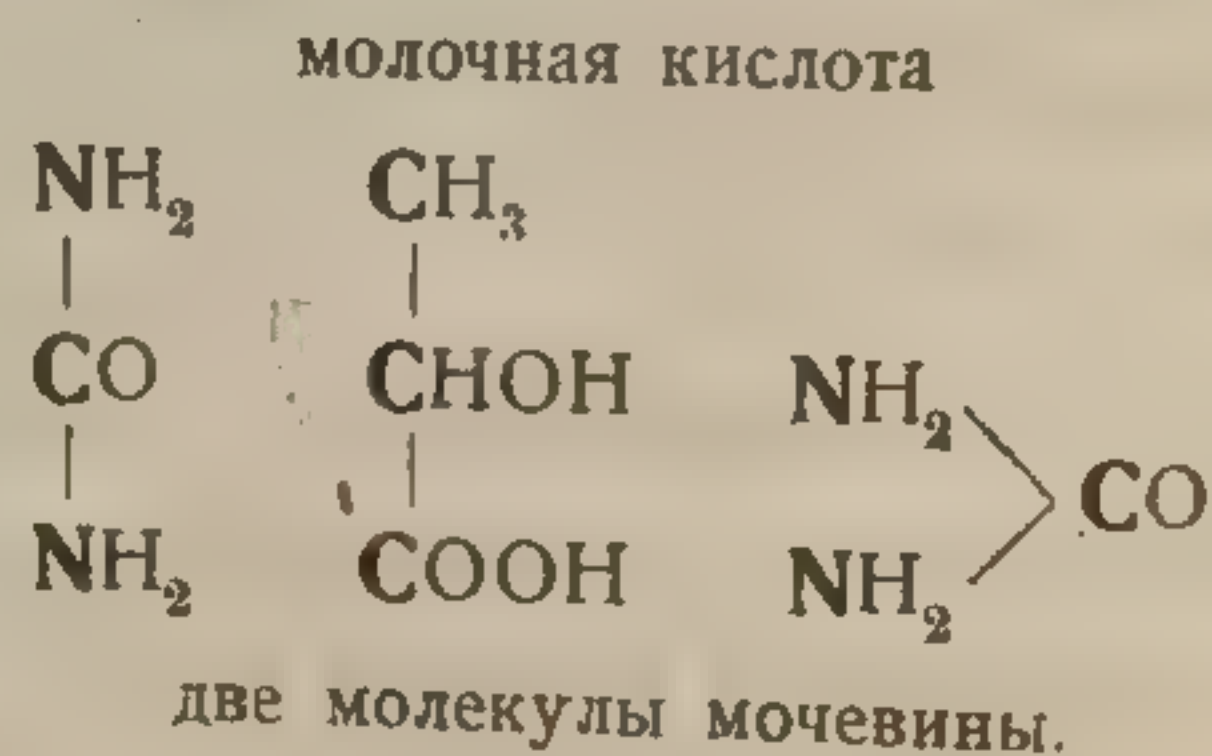 молочная кислота
NH₂ CH₃
CO CHOH NH₂
CO
NH₂ COOH NH₂
две молекулы мочевины.